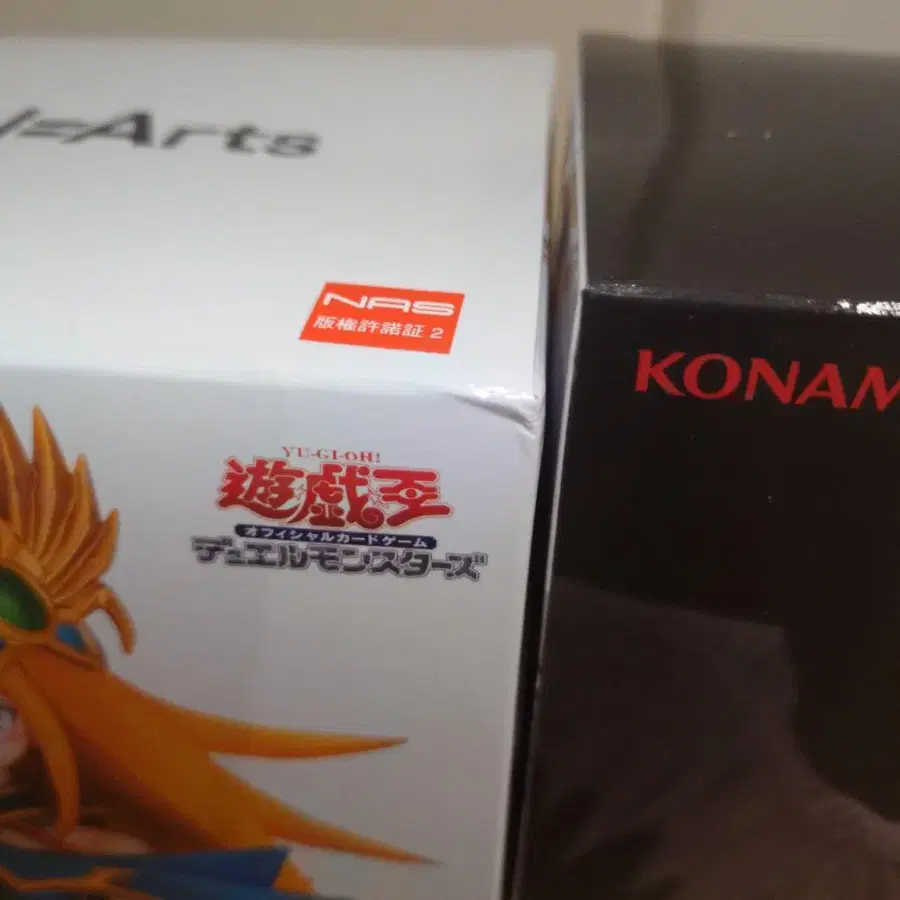 =Arts
NAS
版権許諾証 2
YU-GI-OH!
遊戯王
オフィシャルカードゲーム
デュエルモンスターズ
KONAM